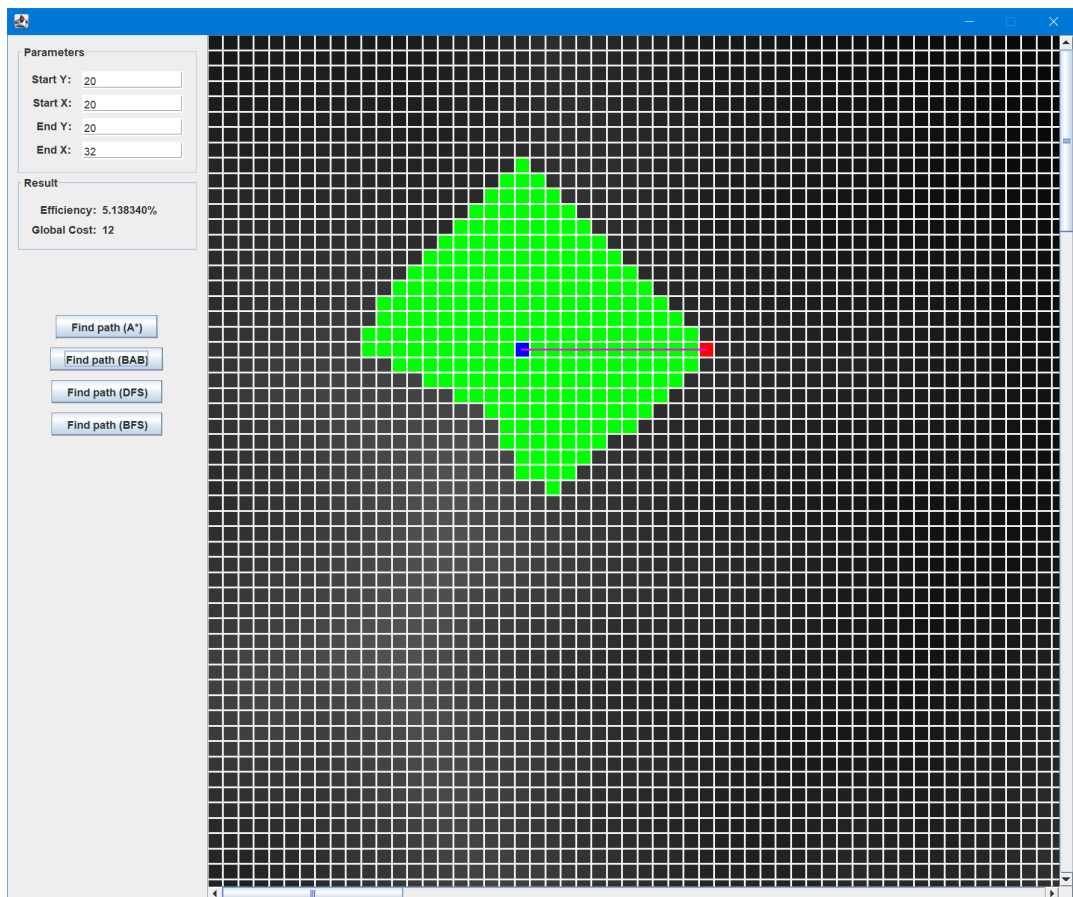 Parameters
Start Y: 20
Start X: 20
End Y: 20
End X: 32
Result
Efficiency: 5.138340%
Global Cost: 12
Find path (A*)
Find path (BAB)
Find path (DFS)
Find path (BFS)